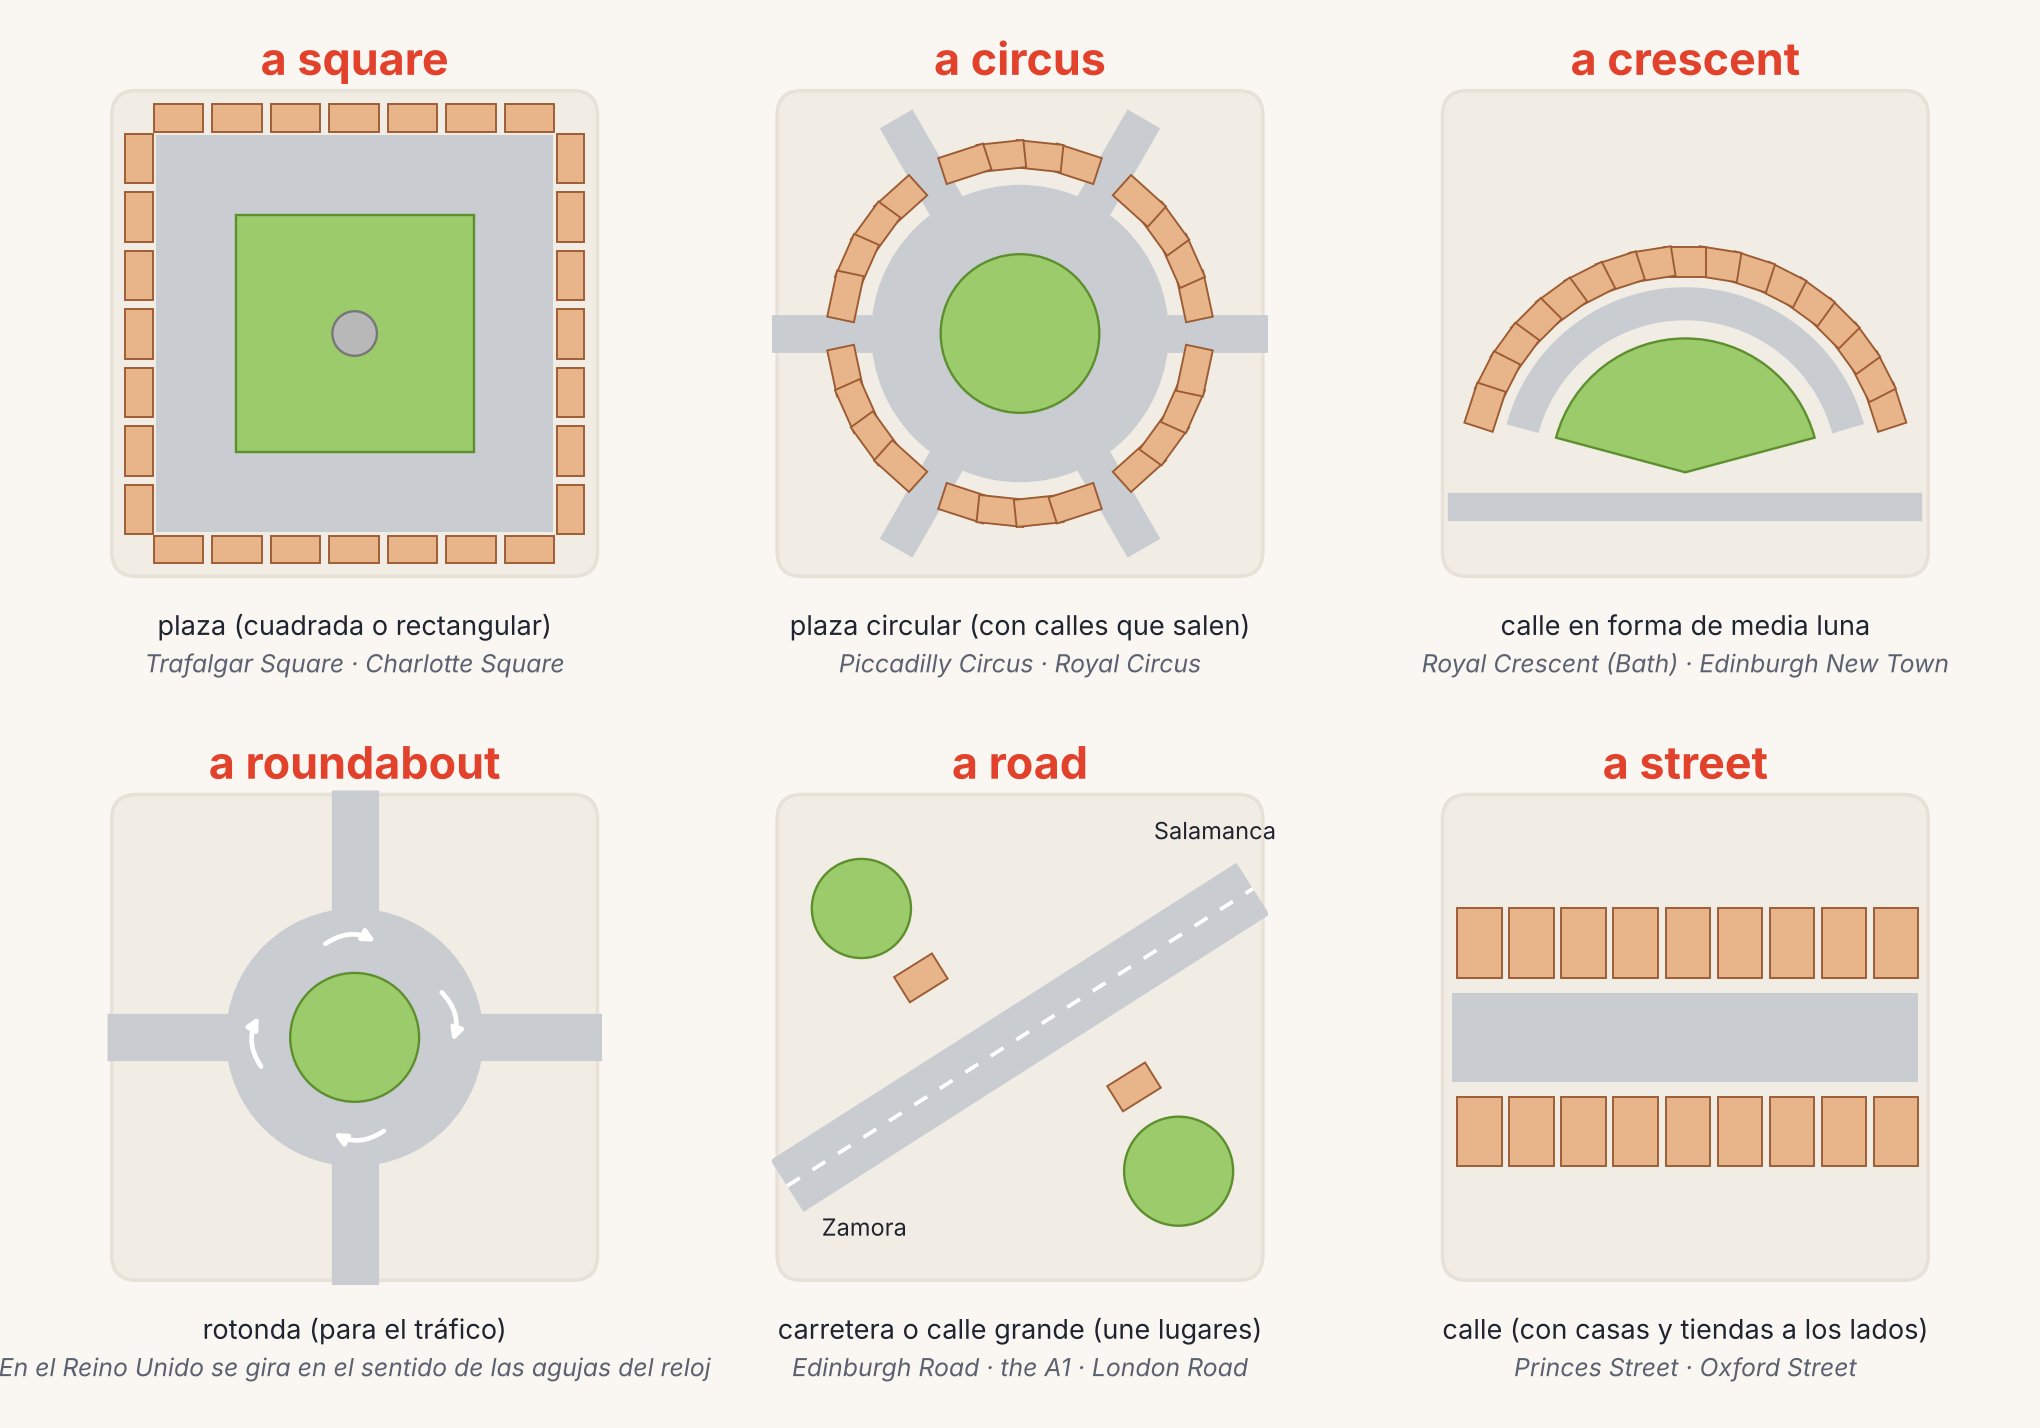 a square
plaza (cuadrada o rectangular)
Trafalgar Square · Charlotte Square
a circus
plaza circular (con calles que salen)
Piccadilly Circus · Royal Circus
a crescent
calle en forma de media luna
Royal Crescent (Bath) · Edinburgh New Town
a roundabout
rotonda (para el tráfico)
En el Reino Unido se gira en el sentido de las agujas del reloj
a road
Salamanca
Zamora
carretera o calle grande (une lugares)
Edinburgh Road · the A1 · London Road
a street
calle (con casas y tiendas a los lados)
Princes Street · Oxford Street